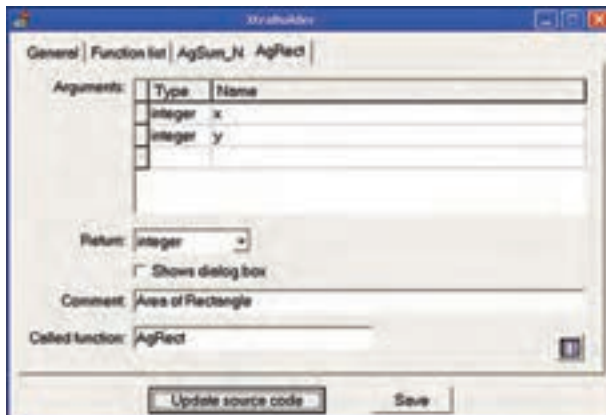 XtraBuilder
General Function list AgSum_N AgRect
Arguments: Type Name
integer x
integer y
Return: integer
Shows dialog box
Comment: Area of Rectangle
Called function: AgRect
Update source code Save